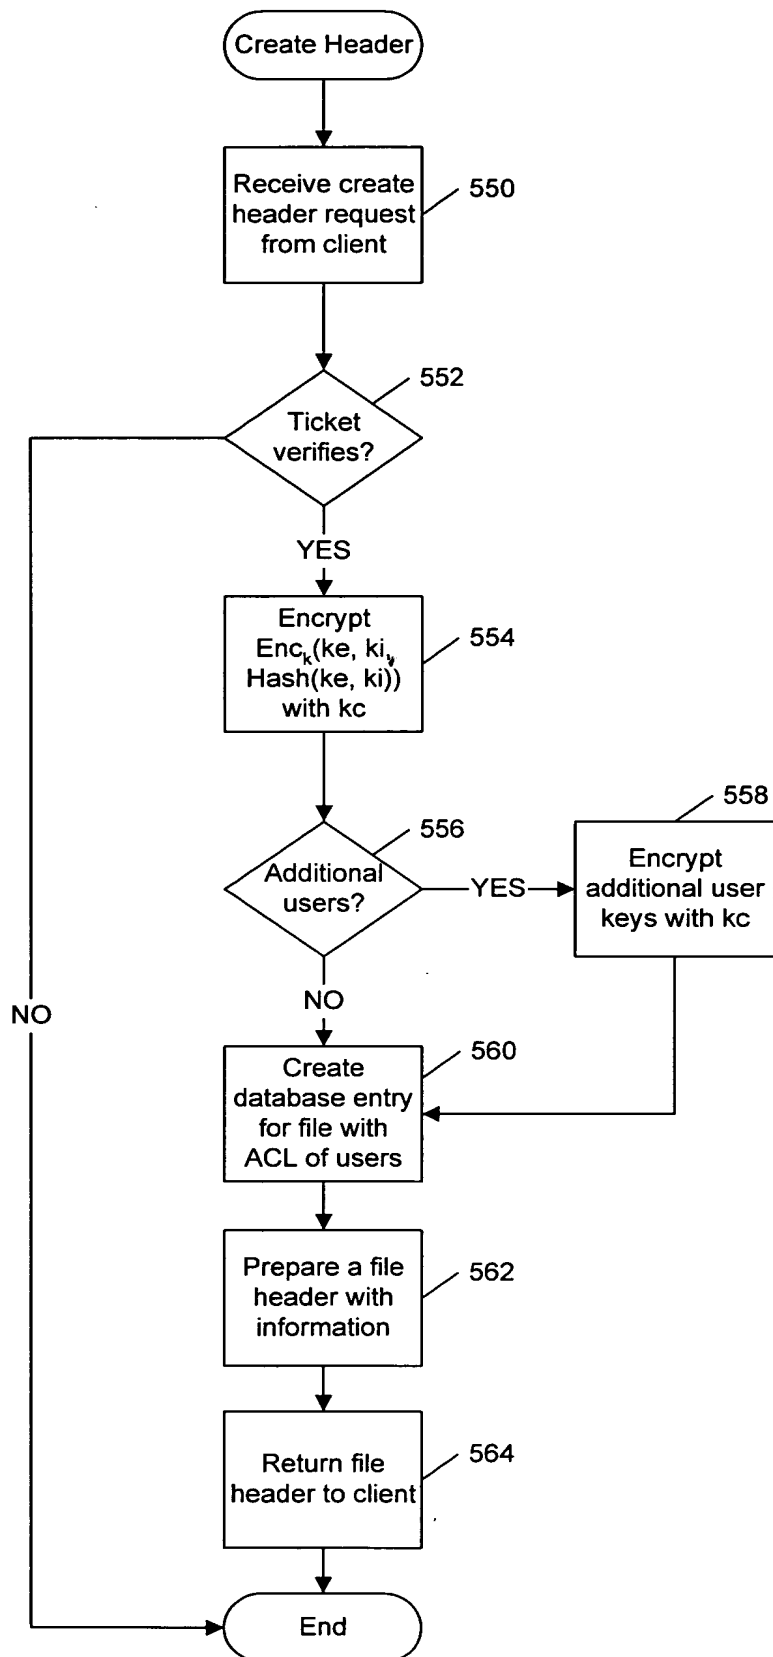 Create Header
Receive create
header request
from client
550
552
Ticket
verifies?
YES
Encrypt
Enc_k(ke, ki,
Hash(ke, ki))
with kc
554
556
Additional
users?
YES
558
Encrypt
additional user
keys with kc
NO
NO
Create
database entry
for file with
ACL of users
560
Prepare a file
header with
information
562
Return file
header to client
564
End